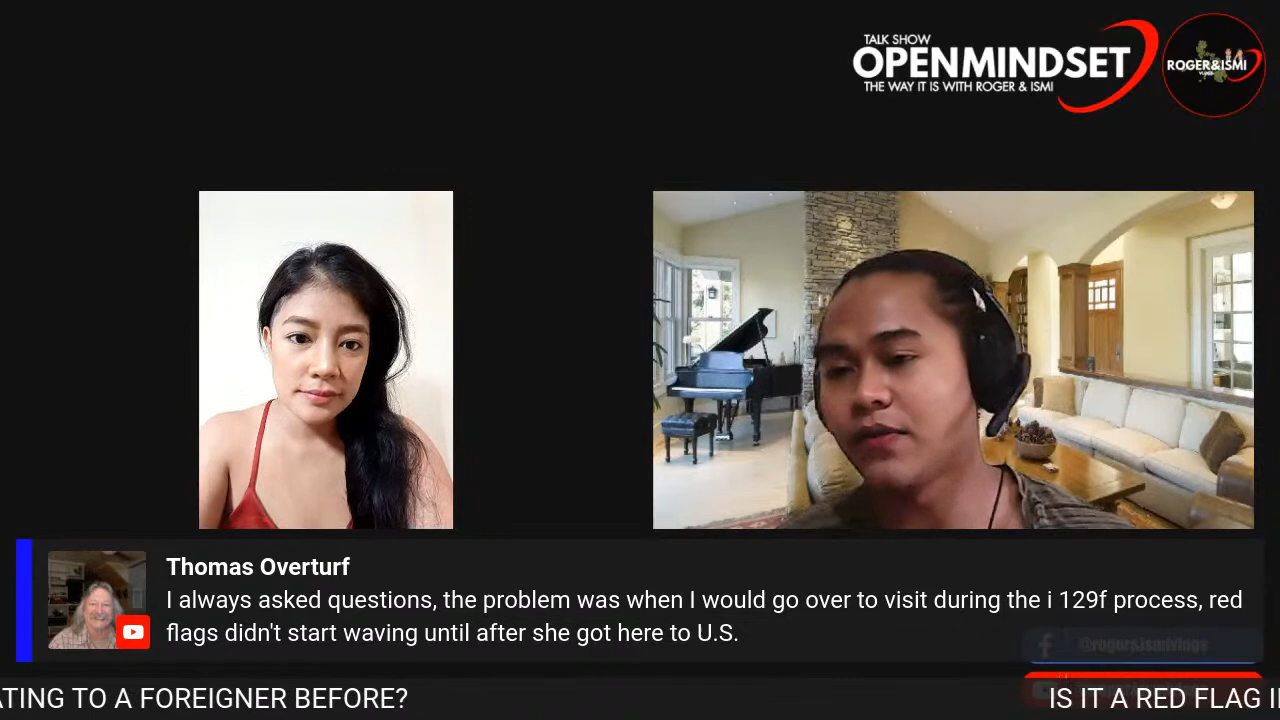 TALK SHOW
OPENMINDSET
THE WAY IT IS WITH ROGER & ISMI
ROGER&ISMI
Thomas Overturf
I always asked questions, the problem was when I would go over to visit during the i 129f process, red
flags didn't start waving until after she got here to U.S.
@roger&ismivlogs
ATING TO A FOREIGNER BEFORE?
IS IT A RED FLAG I